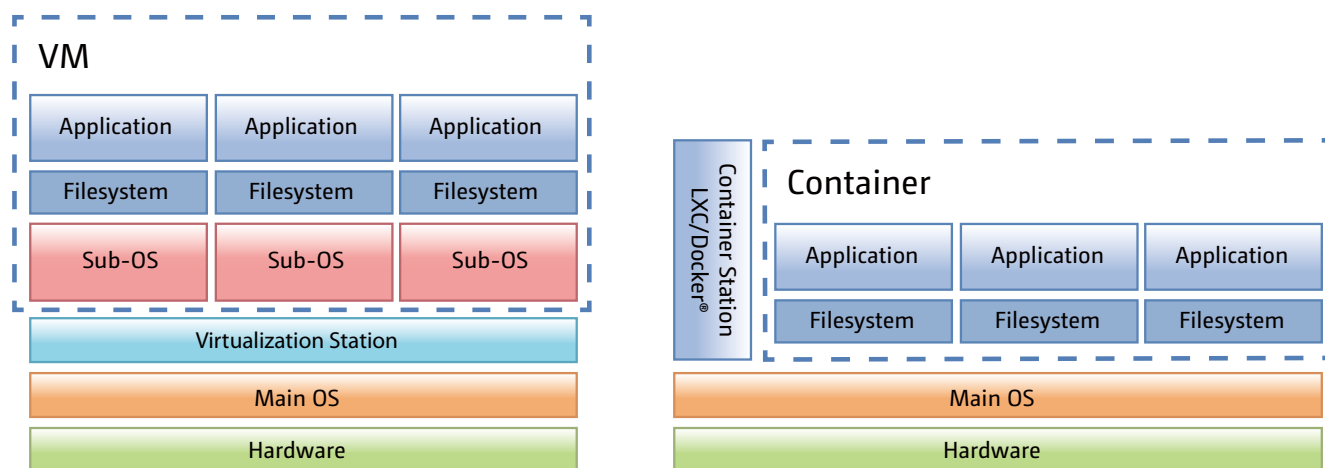 VM
Application Application Application
Filesystem Filesystem Filesystem
Sub-OS Sub-OS Sub-OS
Virtualization Station
Main OS
Hardware
Container Station
LXC/Docker®
Container
Application Application Application
Filesystem Filesystem Filesystem
Main OS
Hardware